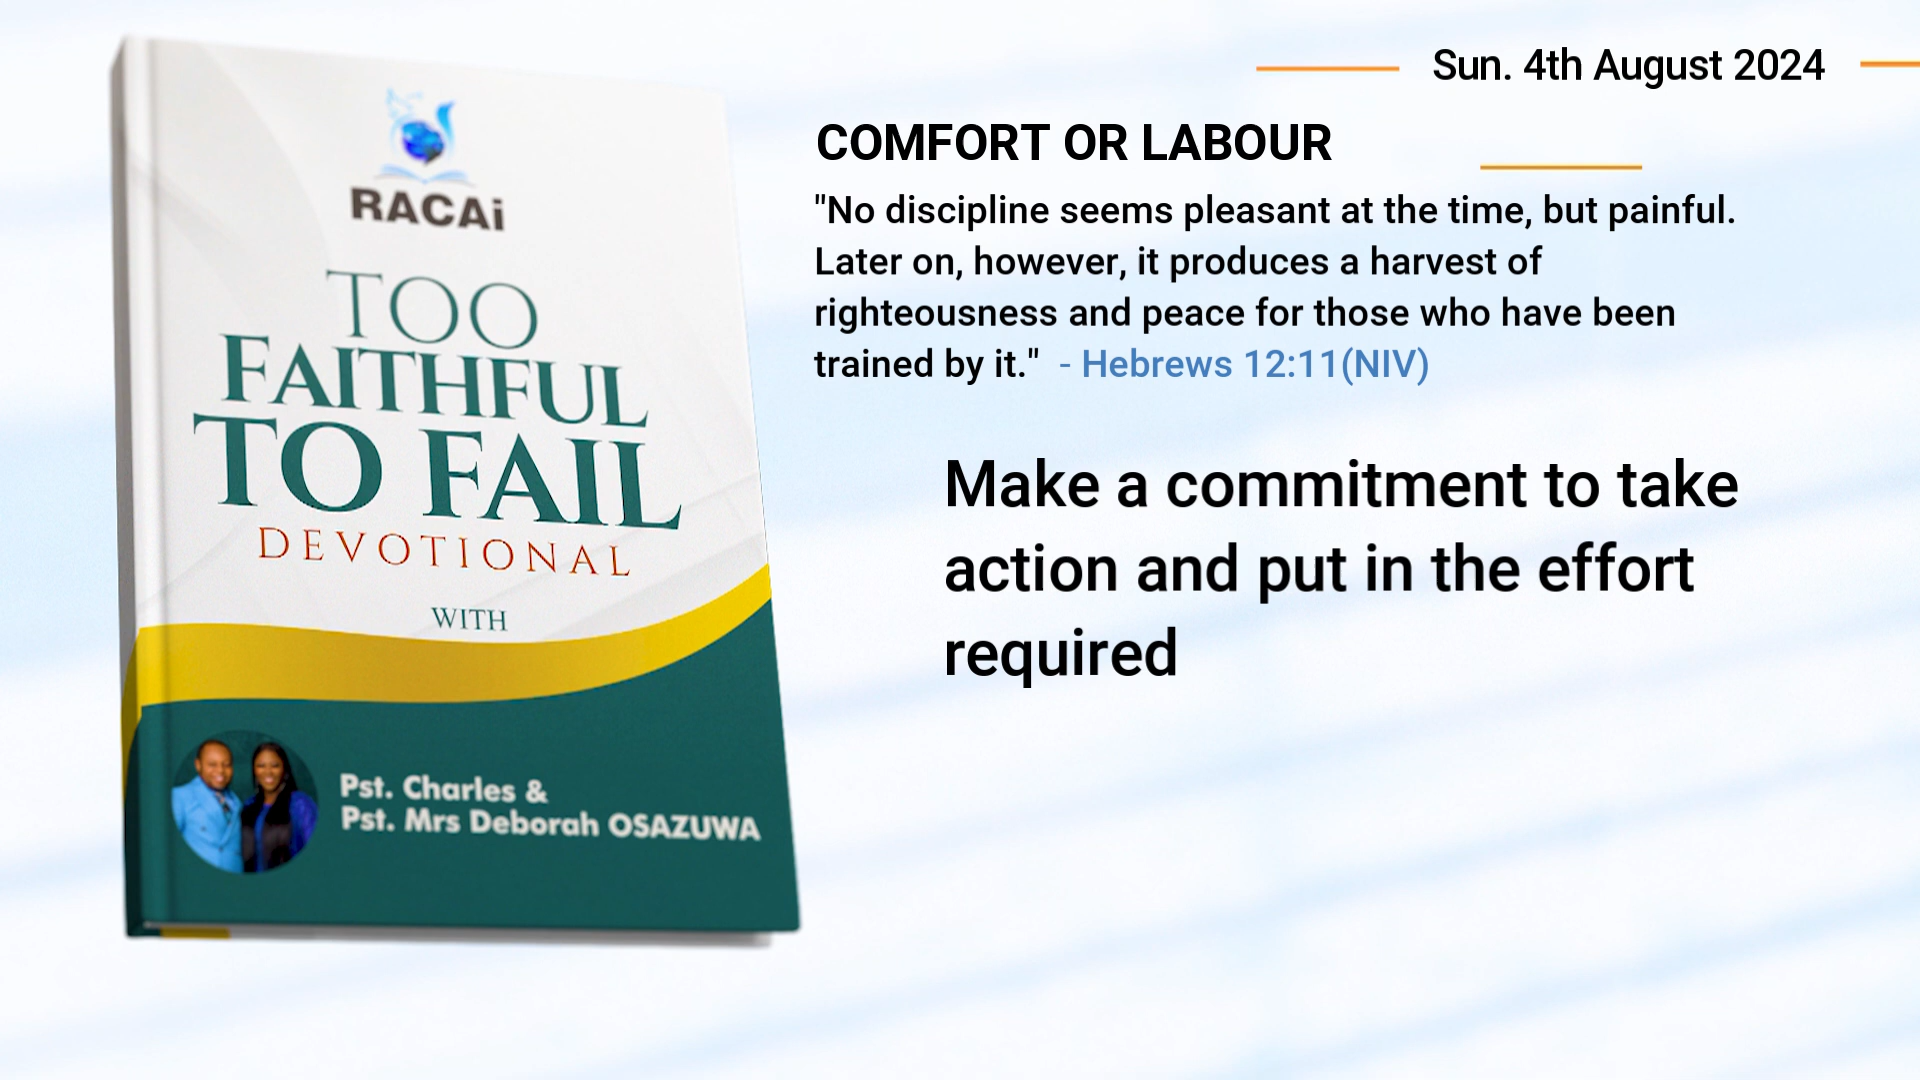 RACAi
TOO
FAITHFUL
TO FAIL
DEVOTIONAL
WITH
Pst. Charles &
Pst. Mrs Deborah OSAZUWA
Sun. 4th August 2024
COMFORT OR LABOUR
"No discipline seems pleasant at the time, but painful.
Later on, however, it produces a harvest of
righteousness and peace for those who have been
trained by it." - Hebrews 12:11(NIV)
Make a commitment to take
action and put in the effort
required